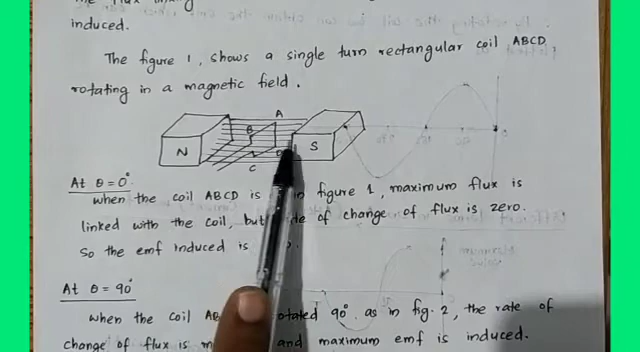 the flux
induced.
The figure 1, shows a single turn rectangular coil ABCD,
rotating in a magnetic field.
A
B
N
S
D
C
At θ = 0°
When the coil ABCD is in figure 1, maximum flux is
linked with the coil, but of change of flux is zero.
So the emf induced is
At θ = 90°
When the coil rotated 90° as in fig. 2, the rate of
change of flux is and maximum emf is induced.